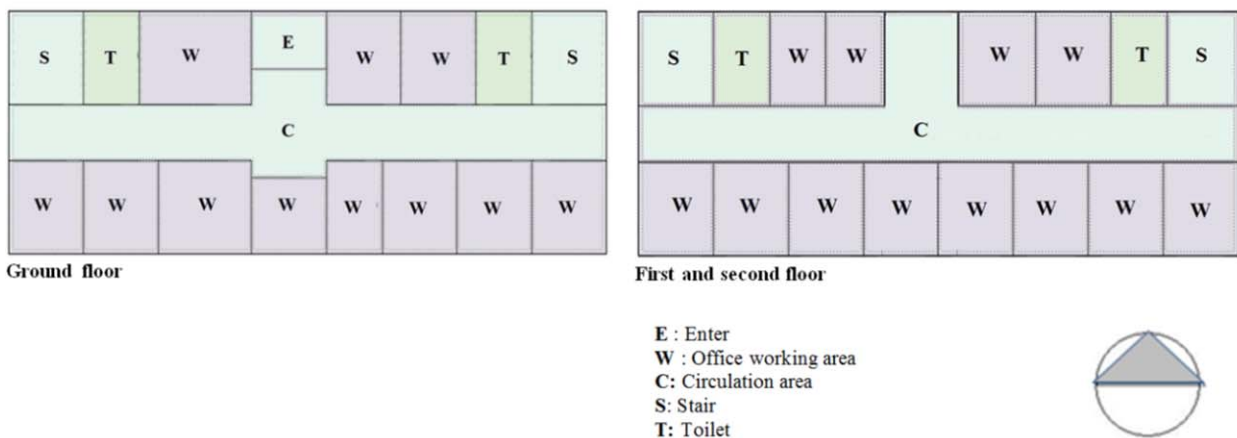 S T W E W W T S
C
W W W W W W W W
Ground floor
S T W W W W T S
C
W W W W W W W W
First and second floor
E : Enter
W : Office working area
C: Circulation area
S: Stair
T: Toilet